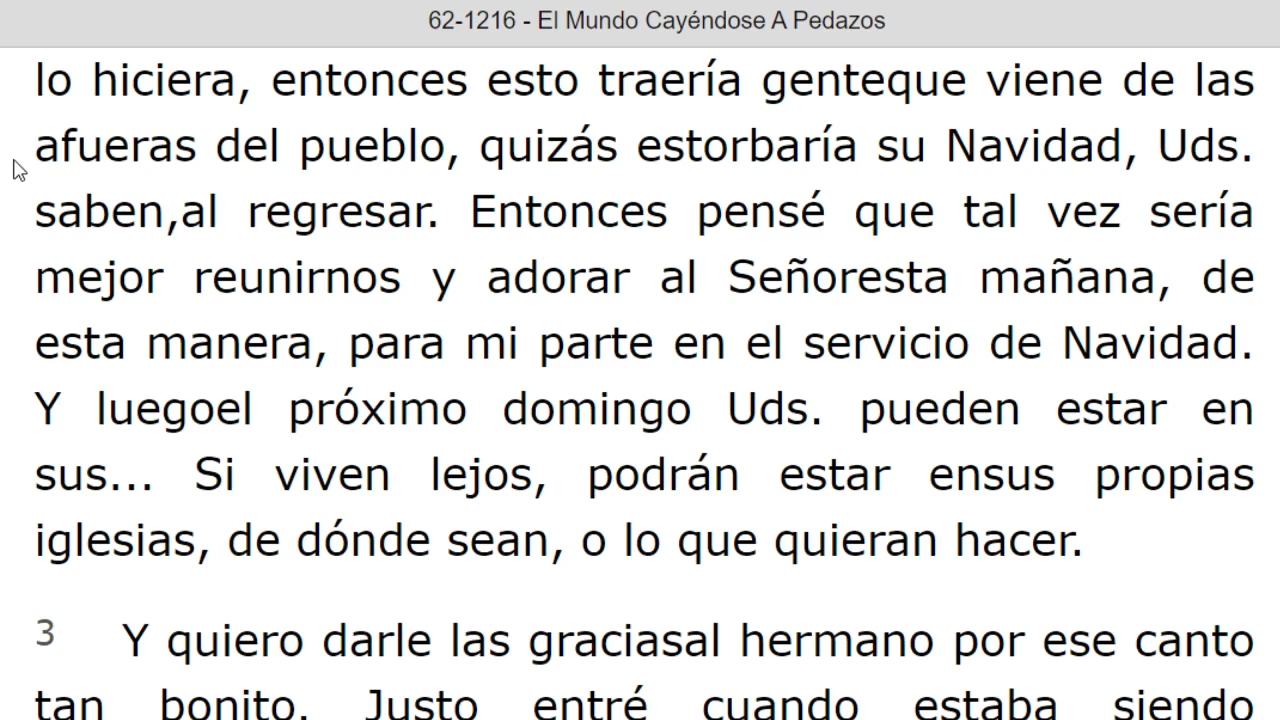 62-1216 - El Mundo Cayéndose A Pedazos
lo hiciera, entonces esto traería genteque viene de las
afueras del pueblo, quizás estorbaría su Navidad, Uds.
saben,al regresar. Entonces pensé que tal vez sería
mejor reunirnos y adorar al Señoresta mañana, de
esta manera, para mi parte en el servicio de Navidad.
Y luegoel próximo domingo Uds. pueden estar en
sus... Si viven lejos, podrán estar ensus propias
iglesias, de dónde sean, o lo que quieran hacer.
3 Y quiero darle las graciasal hermano por ese canto
tan bonito. Justo entré cuando estaba siendo